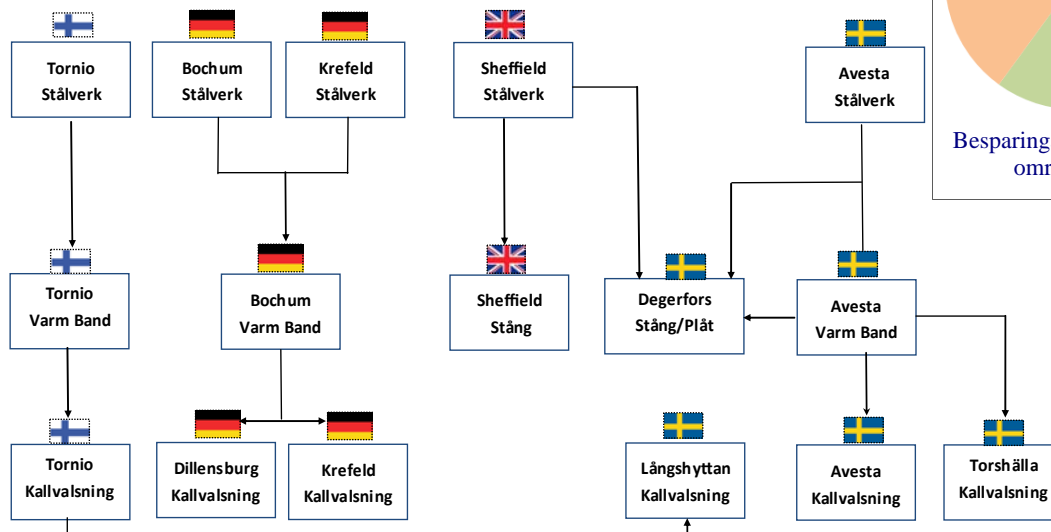 Tornio
Stålverk
Bochum
Stålverk
Krefeld
Stålverk
Sheffield
Stålverk
Avesta
Stålverk
Besparing
omr
Tornio
Varm Band
Bochum
Varm Band
Sheffield
Stång
Degerfors
Stång/Plåt
Avesta
Varm Band
Tornio
Kallvalsning
Dillensburg
Kallvalsning
Krefeld
Kallvalsning
Långshyttan
Kallvalsning
Avesta
Kallvalsning
Torshälla
Kallvalsning